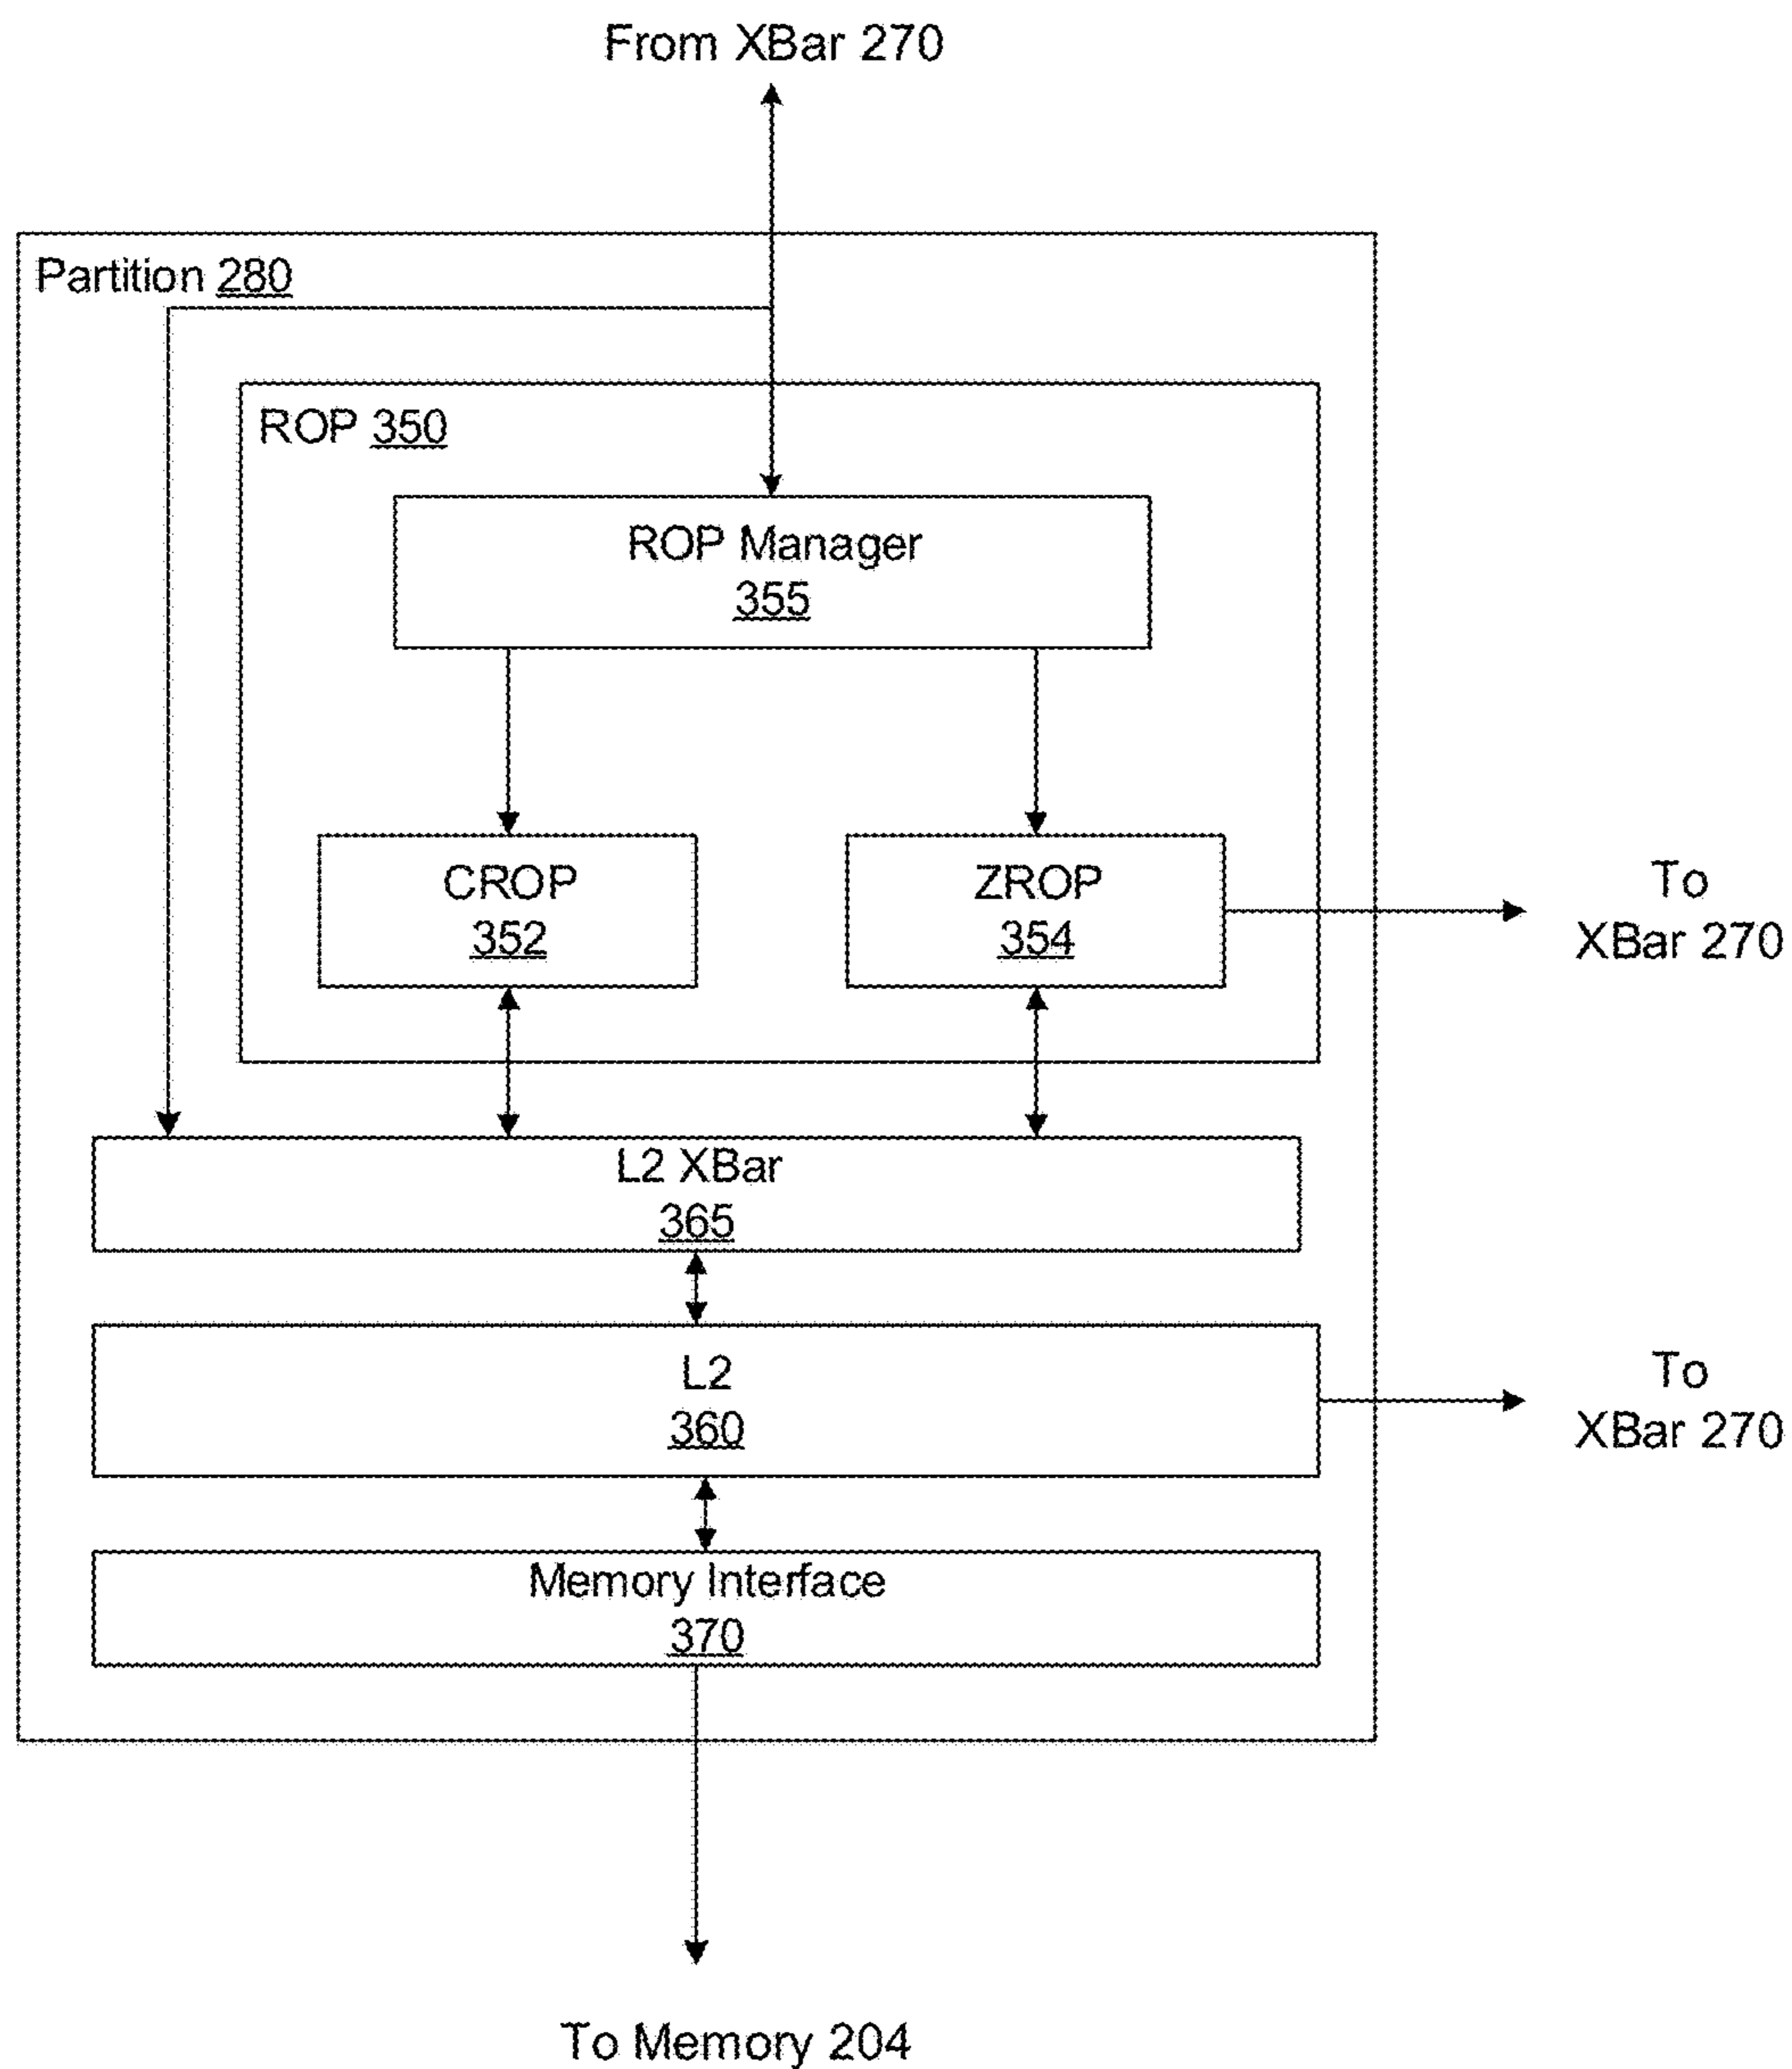 From XBar 270
Partition 280
ROP 350
ROP Manager
355
CROP
352
ZROP
354
To
XBar 270
L2 XBar
365
L2
360
To
XBar 270
Memory Interface
370
To Memory 204